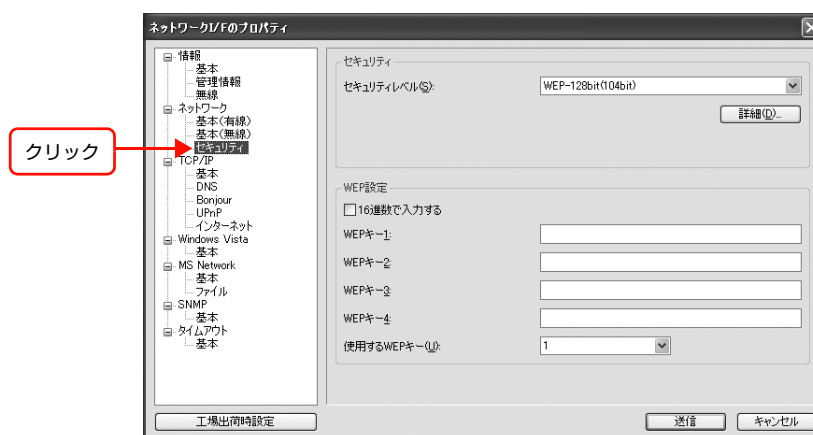 ネットワークI/Fのプロパティ
クリック
情報
基本
管理情報
無線
ネットワーク
基本(有線)
基本(無線)
セキュリティ
TCP/IP
基本
DNS
Bonjour
UPnP
インターネット
Windows Vista
基本
MS Network
基本
ファイル
SNMP
基本
タイムアウト
基本
セキュリティ
セキュリティレベル(S):
WEP-128bit(104bit)
詳細(D)...
WEP設定
16進数で入力する
WEPキー1:
WEPキー2:
WEPキー3:
WEPキー4:
使用するWEPキー(U):
1
工場出荷時設定
送信
キャンセル